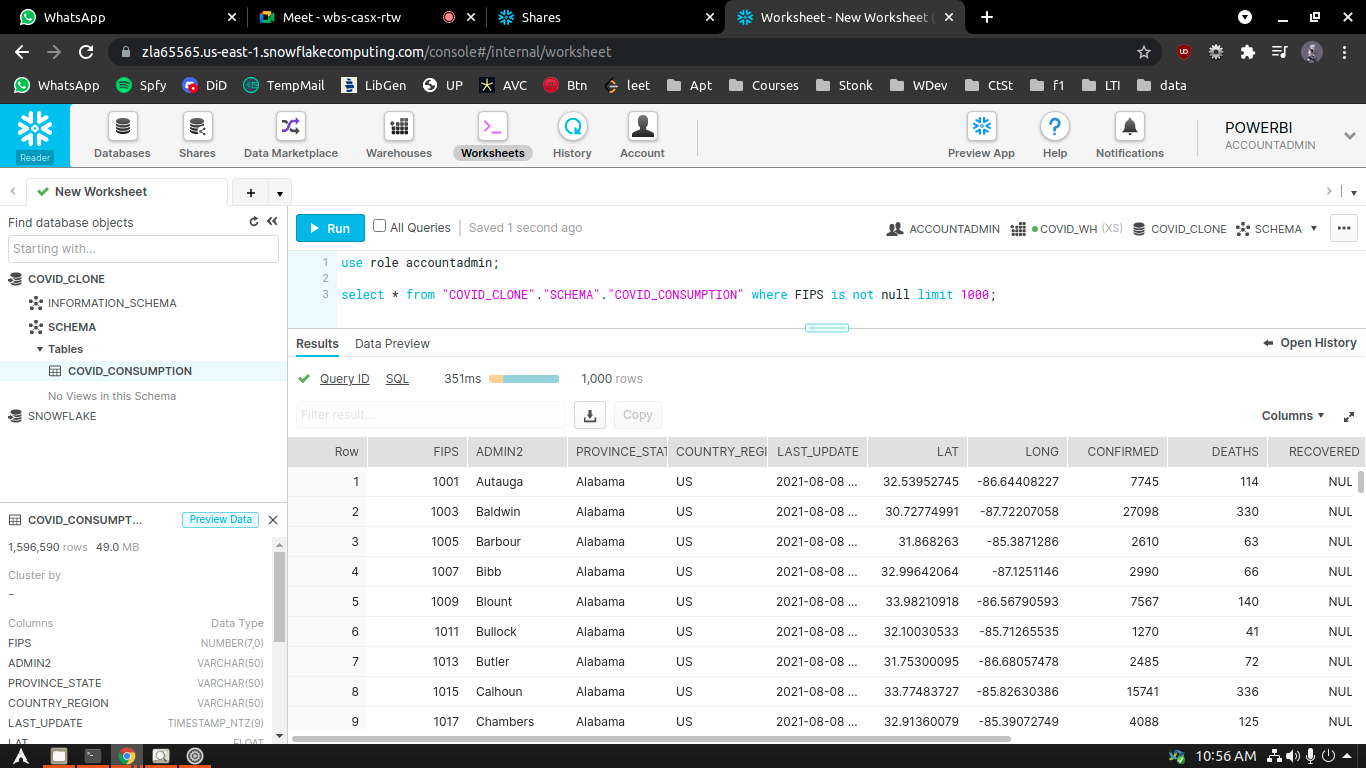 WhatsApp
Meet - wbs-casx-rtw
Shares
Worksheet - New Worksheet (
zla65565.us-east-1.snowflakecomputing.com/console#/internal/worksheet
WhatsApp Spfy DiD TempMail LibGen UP AVC Btn leet Apt Courses Stonk WDev CtSt f1 LTI data
Reader
Databases Shares Data Marketplace Warehouses Worksheets History Account Preview App Help Notifications
POWERBI
ACCOUNTADMIN
New Worksheet
Find database objects
Starting with...
COVID_CLONE
INFORMATION_SCHEMA
SCHEMA
Tables
COVID_CONSUMPTION
No Views in this Schema
SNOWFLAKE
COVID_CONSUMPT... Preview Data
1,596,590 rows 49.0 MB
Cluster by
-
Columns Data Type
FIPS NUMBER(7,0)
ADMIN2 VARCHAR(50)
PROVINCE_STATE VARCHAR(50)
COUNTRY_REGION VARCHAR(50)
LAST_UPDATE TIMESTAMP_NTZ(9)
LAT FLOAT
Run All Queries Saved 1 second ago ACCOUNTADMIN COVID_WH (XS) COVID_CLONE SCHEMA
1 use role accountadmin;
2
3 select * from "COVID_CLONE"."SCHEMA"."COVID_CONSUMPTION" where FIPS is not null limit 1000;
Results Data Preview Open History
Query ID SQL 351ms 1,000 rows
Filter result... Copy Columns
Row FIPS ADMIN2 PROVINCE_STAT COUNTRY_REGI LAST_UPDATE LAT LONG CONFIRMED DEATHS RECOVERED
1 1001 Autauga Alabama US 2021-08-08 ... 32.53952745 -86.64408227 7745 114 NUL
2 1003 Baldwin Alabama US 2021-08-08 ... 30.72774991 -87.72207058 27098 330 NUL
3 1005 Barbour Alabama US 2021-08-08 ... 31.868263 -85.3871286 2610 63 NUL
4 1007 Bibb Alabama US 2021-08-08 ... 32.99642064 -87.1251146 2990 66 NUL
5 1009 Blount Alabama US 2021-08-08 ... 33.98210918 -86.56790593 7567 140 NUL
6 1011 Bullock Alabama US 2021-08-08 ... 32.10030533 -85.71265535 1270 41 NUL
7 1013 Butler Alabama US 2021-08-08 ... 31.75300095 -86.68057478 2485 72 NUL
8 1015 Calhoun Alabama US 2021-08-08 ... 33.77483727 -85.82630386 15741 336 NUL
9 1017 Chambers Alabama US 2021-08-08 ... 32.91360079 -85.39072749 4088 125 NUL
10:56 AM